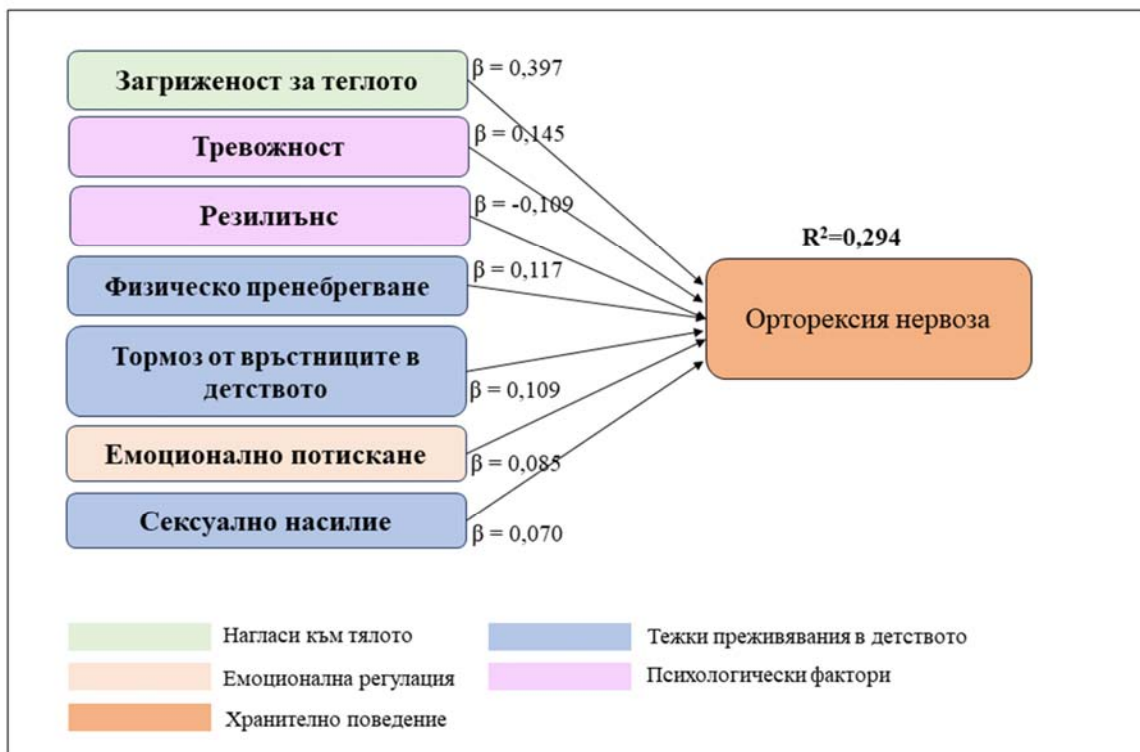 Загриженост за теглото
β = 0,397
Тревожност
β = 0,145
Резилиънс
β = -0,109
Физическо пренебрегване
β = 0,117
Тормоз от връстниците в
детството
β = 0,109
Емоционално потискане
β = 0,085
Сексуално насилие
β = 0,070
R²=0,294
Орторексия нервоза
Нагласи към тялото
Емоционална регулация
Хранително поведение
Тежки преживявания в детството
Психологически фактори